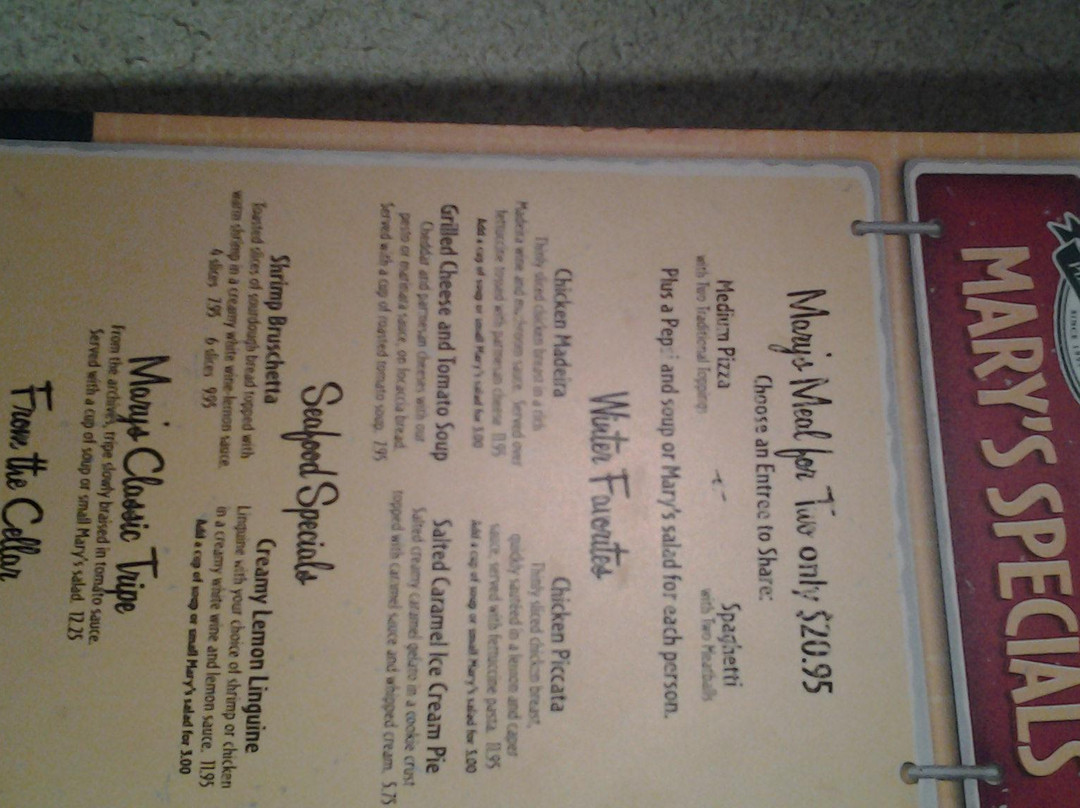 SINCE
MARY'S SPECIALS
Mary's Meal for Two only $20.95
Choose an Entree to Share:
Medium Pizza
with Two Traditional Toppings
-or-
Spaghetti
with Two Meatballs
Plus a Pepsi and soup or Mary's salad for each person.
Winter Favorites
Chicken Madeira
Thinly sliced chicken breast in a rich
Madeira wine and mushroom sauce. Served over
fettuccine tossed with parmesan cheese 11.95
Add a cup of soup or small Mary's salad for 3.00
Chicken Piccata
Thinly sliced chicken breast,
quickly sautéed in a lemon and caper
sauce, served with fettuccine pasta. 11.95
Add a cup of soup or small Mary's salad for 3.00
Grilled Cheese and Tomato Soup
Cheddar and parmesan cheeses with our
pesto or marinara sauce, on focaccia bread.
Served with a cup of roasted tomato soup. 7.95
Salted Caramel Ice Cream Pie
Salted creamy caramel gelato in a cookie crust
topped with caramel sauce and whipped cream. 5.75
Seafood Specials
Shrimp Bruschetta
Toasted slices of sourdough bread topped with
warm shrimp in a creamy white wine-lemon sauce.
4 slices 7.95 6 slices 9.95
Creamy Lemon Linguine
Linguine with your choice of shrimp or chicken
in a creamy white wine and lemon sauce. 11.95
Add a cup of soup or small Mary's salad for 3.00
Mary's Classic Tripe
From the archives, tripe slowly braised in tomato sauce.
Served with a cup of soup or small Mary's salad. 12.25
From the Cellar